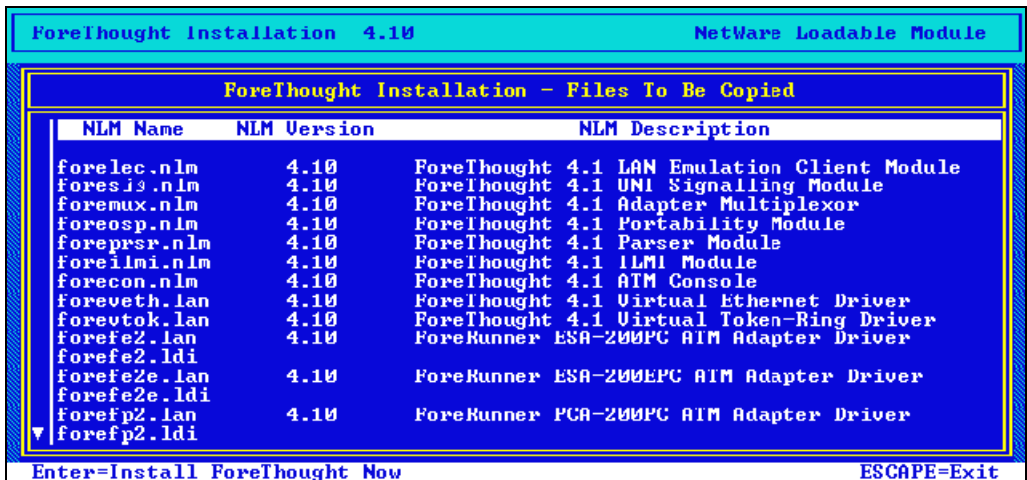 ForeThought Installation 4.10 NetWare Loadable Module
ForeThought Installation - Files To Be Copied
NLM Name NLM Version NLM Description
forelec.nlm 4.10 ForeThought 4.1 LAN Emulation Client Module
foresig.nlm 4.10 ForeThought 4.1 UNI Signalling Module
foremux.nlm 4.10 ForeThought 4.1 Adapter Multiplexor
foreosp.nlm 4.10 ForeThought 4.1 Portability Module
foreprsr.nlm 4.10 ForeThought 4.1 Parser Module
foreilmi.nlm 4.10 ForeThought 4.1 ILMI Module
forecon.nlm 4.10 ForeThought 4.1 ATM Console
foreveth.lan 4.10 ForeThought 4.1 Virtual Ethernet Driver
forevtok.lan 4.10 ForeThought 4.1 Virtual Token-Ring Driver
forefe2.lan 4.10 ForeRunner ESA-200PC ATM Adapter Driver
forefe2.ldi
forefe2e.lan 4.10 ForeRunner ESA-200EPC ATM Adapter Driver
forefe2e.ldi
forefp2.lan 4.10 ForeRunner PCA-200PC ATM Adapter Driver
forefp2.ldi
Enter=Install ForeThought Now ESCAPE=Exit